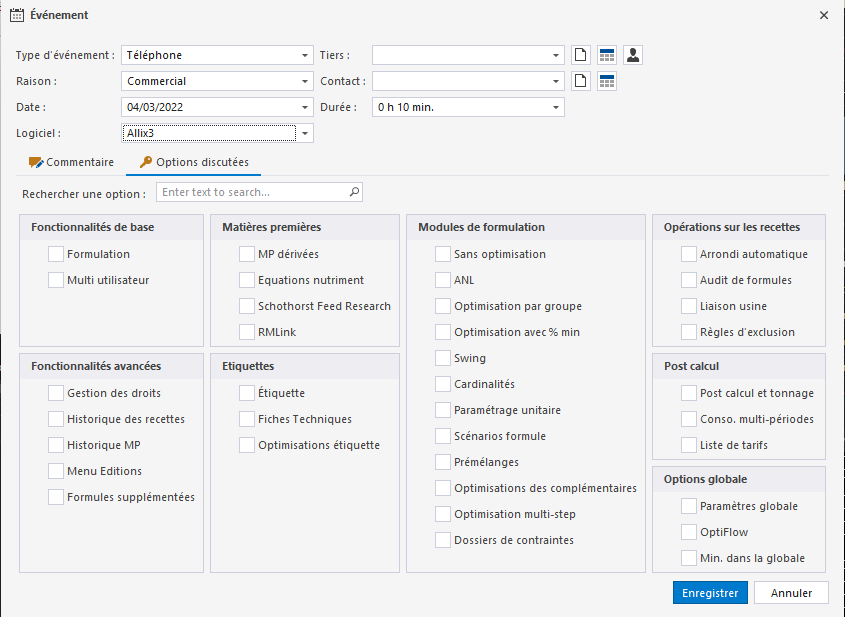 Événement
Type d'événement : Téléphone Tiers :
Raison : Commercial Contact :
Date : 04/03/2022 Durée : 0 h 10 min.
Logiciel : Allix3
Commentaire Options discutées
Rechercher une option : Enter text to search...
Fonctionnalités de base
Formulation
Multi utilisateur
Matières premières
MP dérivées
Equations nutriment
Schothorst Feed Research
RMLink
Modules de formulation
Sans optimisation
ANL
Optimisation par groupe
Optimisation avec % min
Swing
Cardinalités
Paramétrage unitaire
Scénarios formule
Prémélanges
Optimisations des complémentaires
Optimisation multi-step
Dossiers de contraintes
Opérations sur les recettes
Arrondi automatique
Audit de formules
Liaison usine
Règles d'exclusion
Fonctionnalités avancées
Gestion des droits
Historique des recettes
Historique MP
Menu Editions
Formules supplémentées
Etiquettes
Étiquette
Fiches Techniques
Optimisations étiquette
Post calcul
Post calcul et tonnage
Conso. multi-périodes
Liste de tarifs
Options globale
Paramètres globale
OptiFlow
Min. dans la globale
Enregistrer Annuler